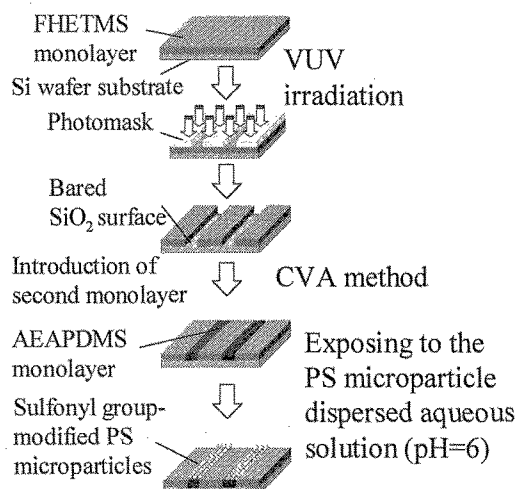 FHETMS
monolayer
Si wafer substrate
VUV
irradiation
Photomask
Bared
SiO₂ surface
Introduction of
second monolayer
CVA method
AEAPDMS
monolayer
Exposing to the
PS microparticle
dispersed aqueous
solution (pH=6)
Sulfonyl group-
modified PS
microparticles